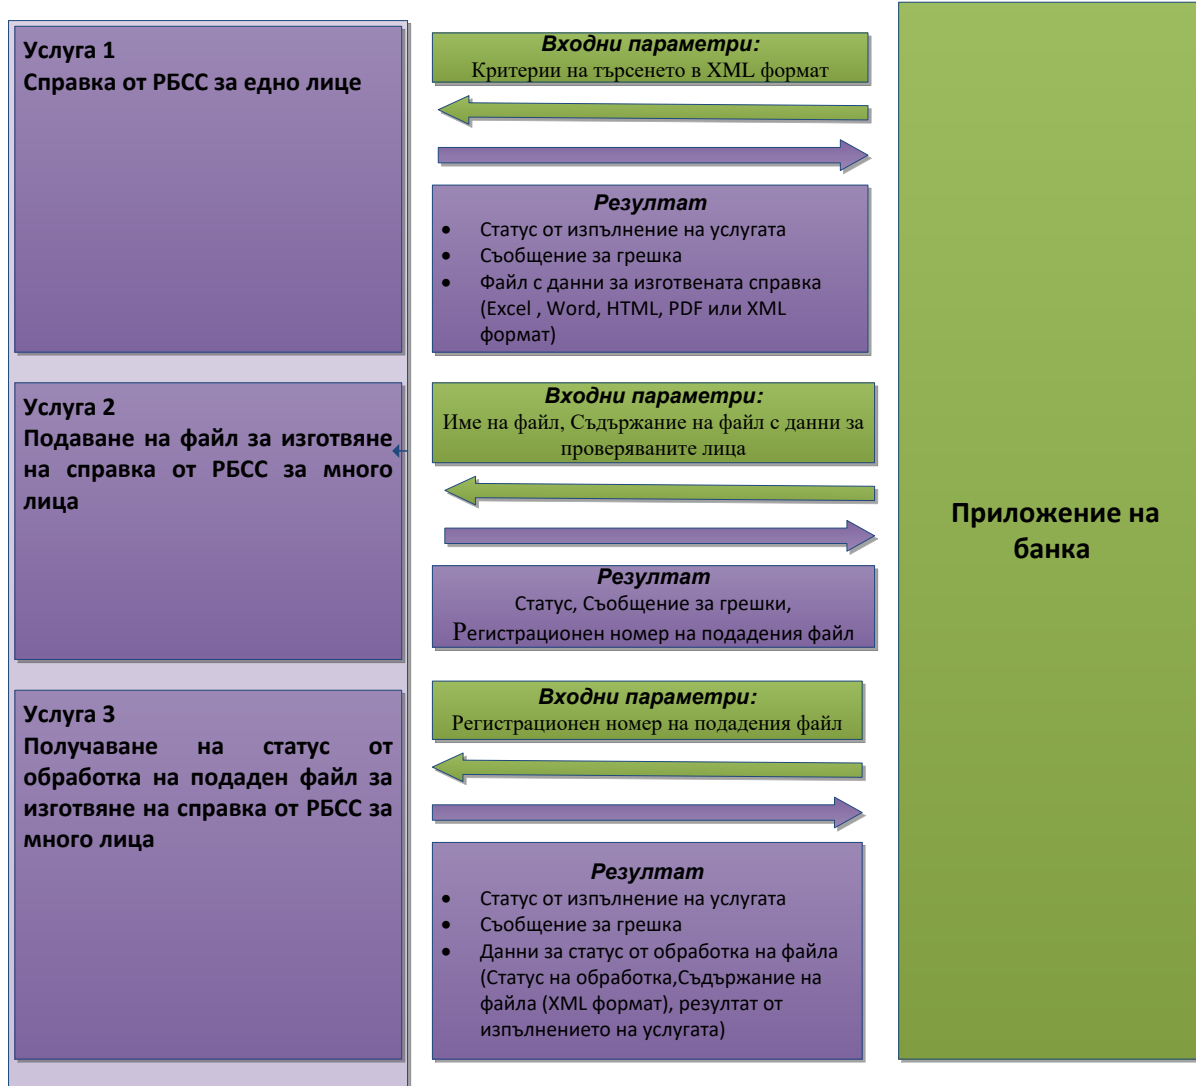 Услуга 1
Справка от РБСС за едно лице
Входни параметри:
Критерии на търсенето в XML формат
Резултат
• Статус от изпълнение на услугата
• Съобщение за грешка
• Файл с данни за изготвената справка
(Excel , Word, HTML, PDF или XML
формат)
Услуга 2
Подаване на файл за изготвяне
на справка от РБСС за много
лица
Входни параметри:
Име на файл, Съдържание на файл с данни за
проверяваните лица
Резултат
Статус, Съобщение за грешки,
Регистрационен номер на подадения файл
Услуга 3
Получаване на статус от
обработка на подаден файл за
изготвяне на справка от РБСС за
много лица
Входни параметри:
Регистрационен номер на подадения файл
Резултат
• Статус от изпълнение на услугата
• Съобщение за грешка
• Данни за статус от обработка на файла
(Статус на обработка,Съдържание на
файла (XML формат), резултат от
изпълнението на услугата)
Приложение на
банка